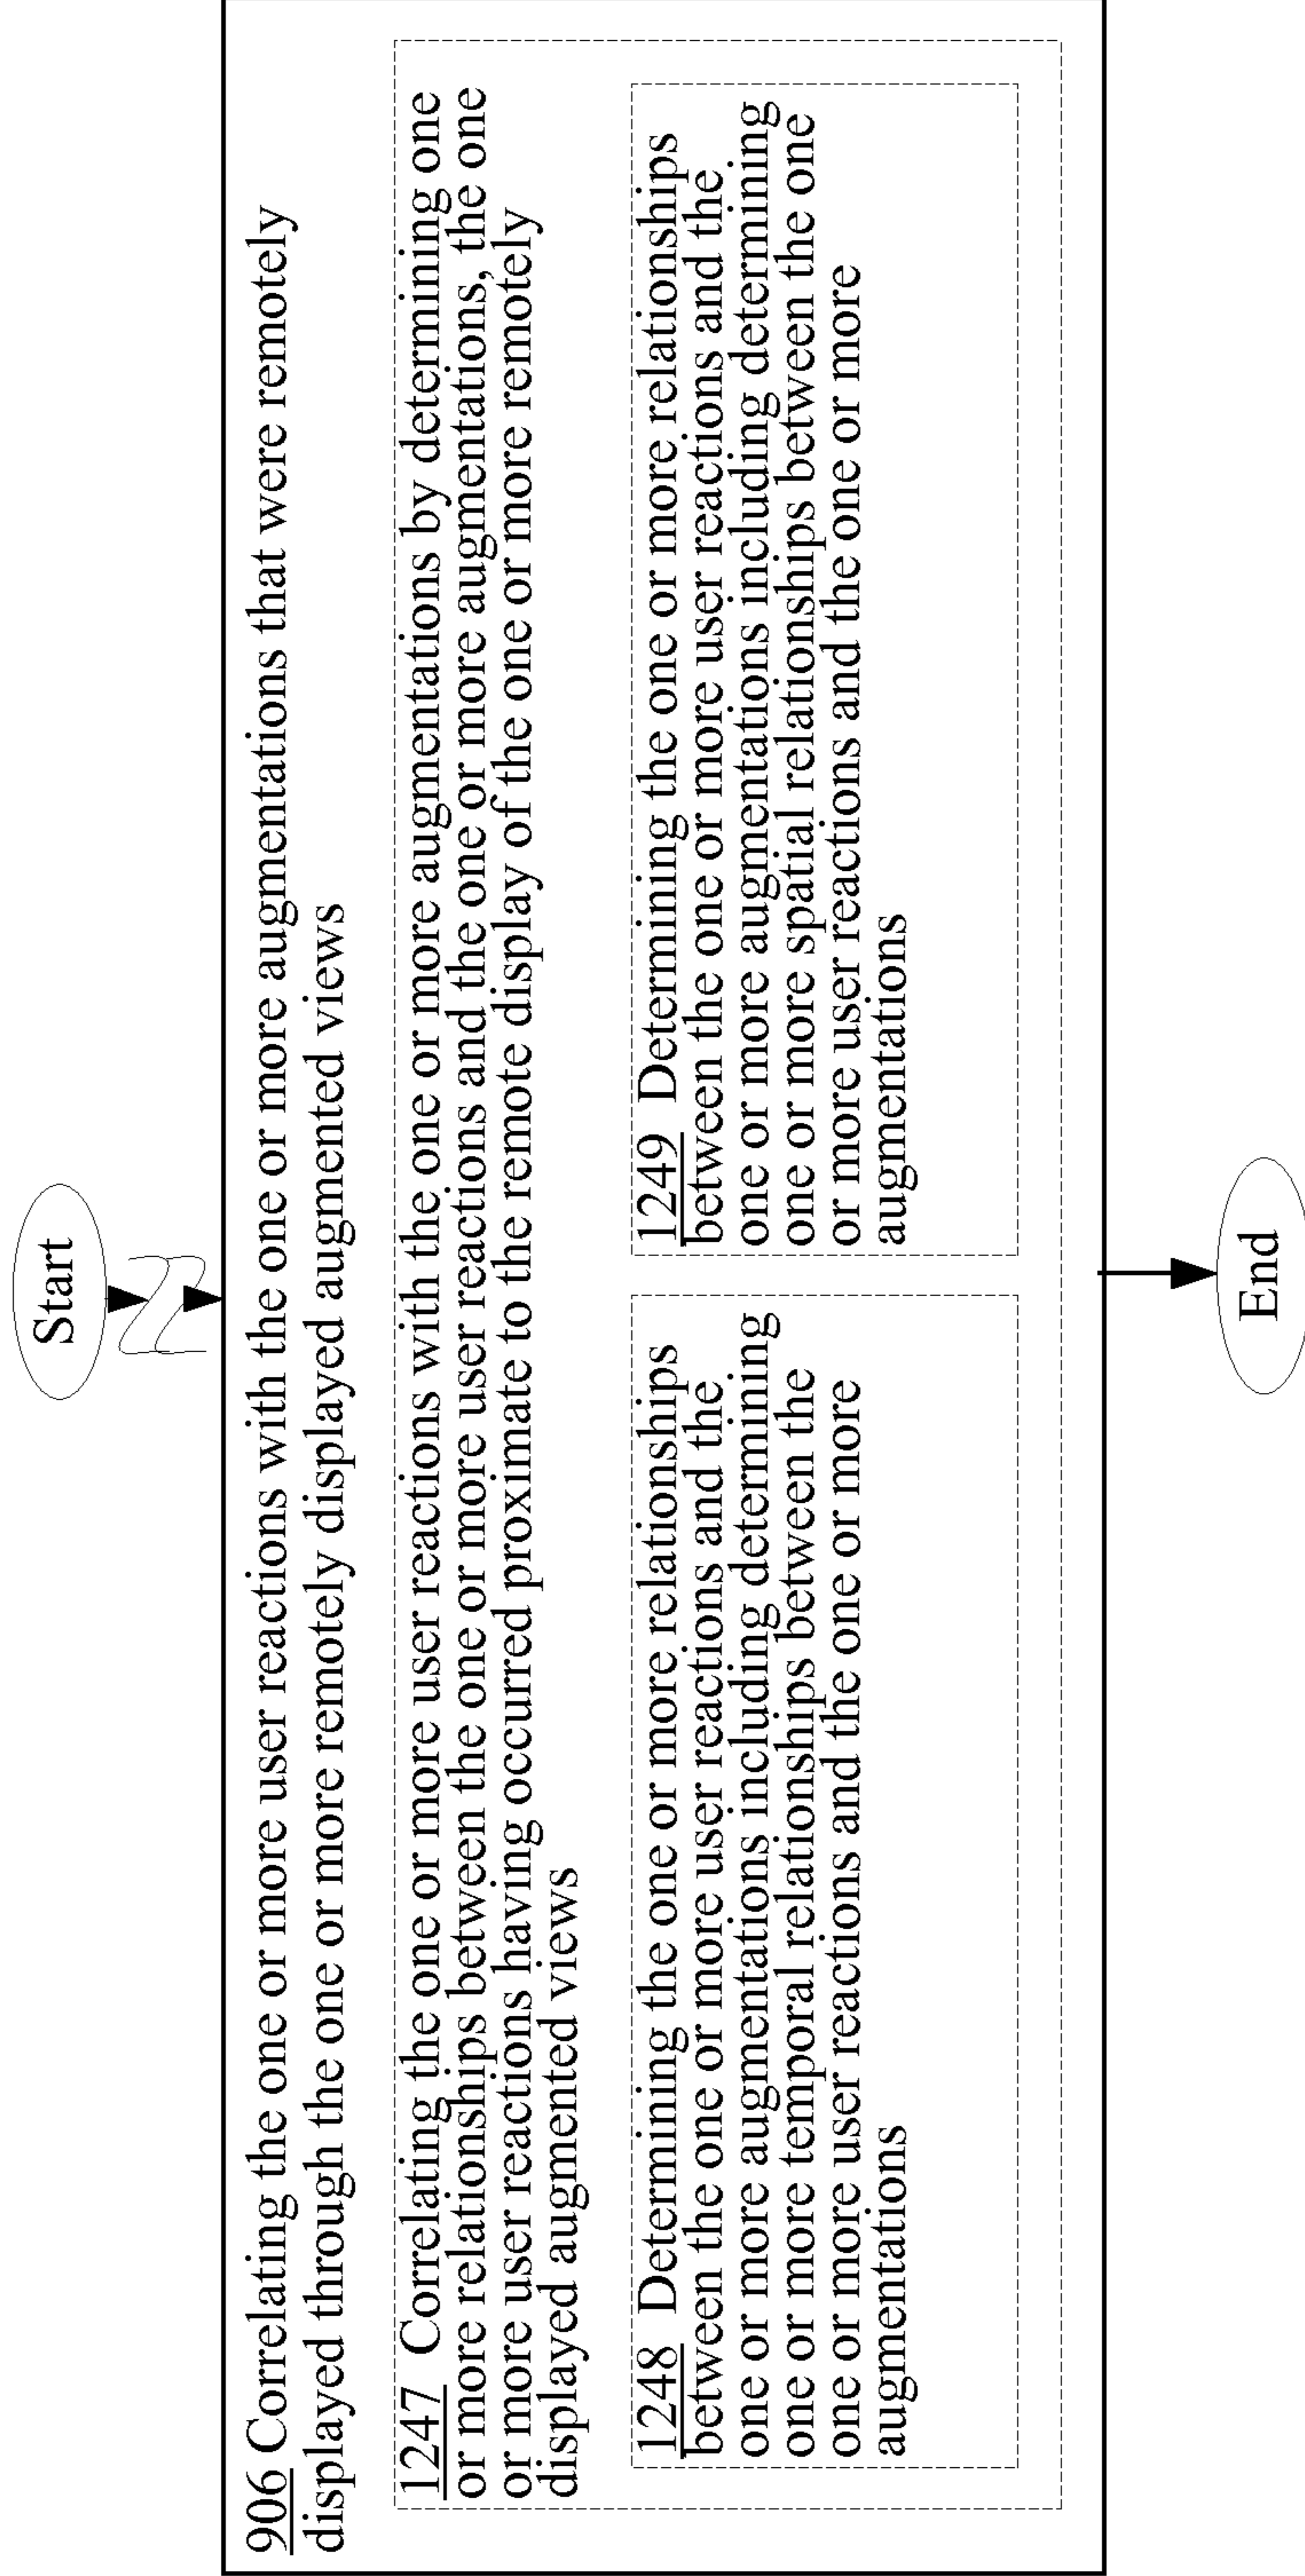 Start
906 Correlating the one or more user reactions with the one or more augmentations that were remotely
displayed through the one or more remotely displayed augmented views
1247 Correlating the one or more user reactions with the one or more augmentations by determining one
or more relationships between the one or more user reactions and the one or more augmentations, the one
or more user reactions having occurred proximate to the remote display of the one or more remotely
displayed augmented views
1248 Determining the one or more relationships
between the one or more user reactions and the
one or more augmentations including determining
one or more temporal relationships between the
one or more user reactions and the one or more
augmentations
1249 Determining the one or more relationships
between the one or more user reactions and the
one or more augmentations including determining
one or more spatial relationships between the one
or more user reactions and the one or more
augmentations
End